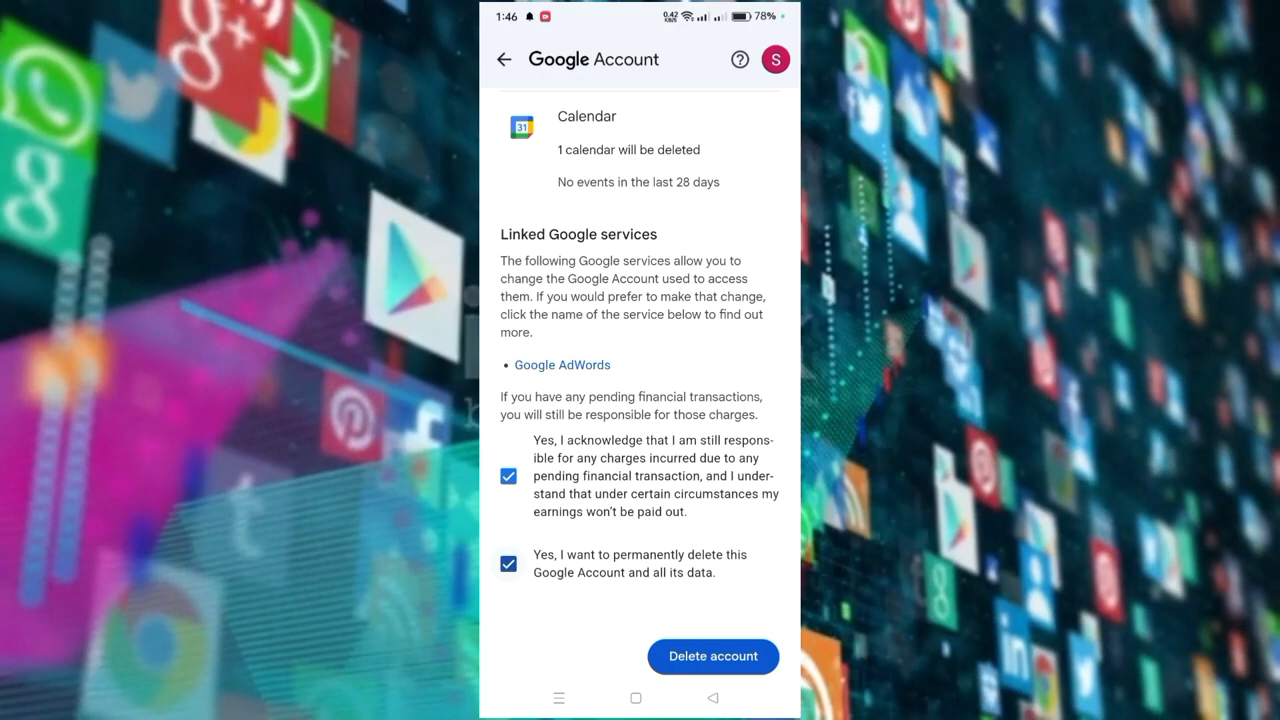 1:46
0.42
KB/S
78%
Google Account
S
31
Calendar
1 calendar will be deleted
No events in the last 28 days
Linked Google services
The following Google services allow you to
change the Google Account used to access
them. If you would prefer to make that change,
click the name of the service below to find out
more.
• Google AdWords
If you have any pending financial transactions,
you will still be responsible for those charges.
Yes, I acknowledge that I am still respons-
ible for any charges incurred due to any
pending financial transaction, and I under-
stand that under certain circumstances my
earnings won't be paid out.
Yes, I want to permanently delete this
Google Account and all its data.
Delete account